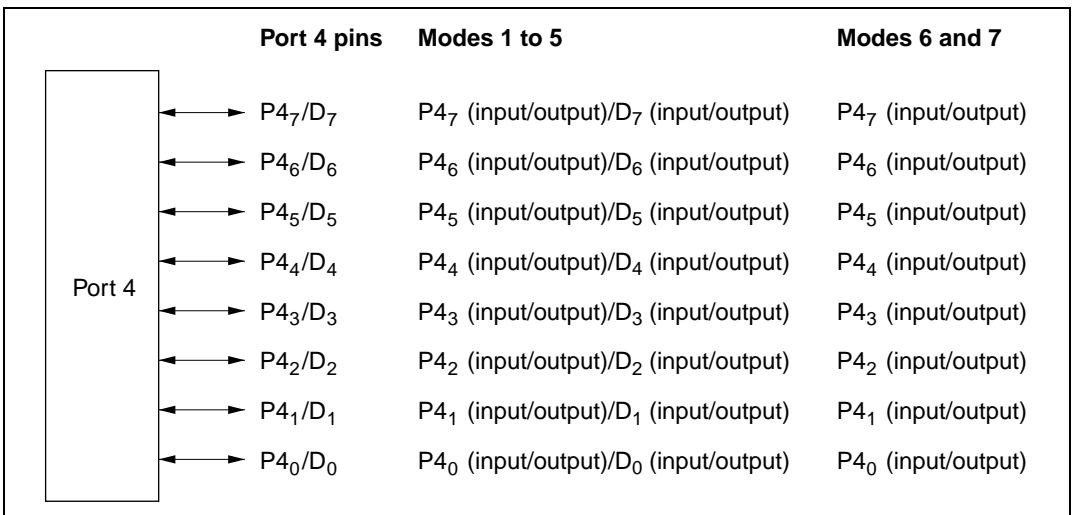 Port 4 pins Modes 1 to 5 Modes 6 and 7
P4₇/D₇ P4₇ (input/output)/D₇ (input/output) P4₇ (input/output)
P4₆/D₆ P4₆ (input/output)/D₆ (input/output) P4₆ (input/output)
P4₅/D₅ P4₅ (input/output)/D₅ (input/output) P4₅ (input/output)
P4₄/D₄ P4₄ (input/output)/D₄ (input/output) P4₄ (input/output)
Port 4
P4₃/D₃ P4₃ (input/output)/D₃ (input/output) P4₃ (input/output)
P4₂/D₂ P4₂ (input/output)/D₂ (input/output) P4₂ (input/output)
P4₁/D₁ P4₁ (input/output)/D₁ (input/output) P4₁ (input/output)
P4₀/D₀ P4₀ (input/output)/D₀ (input/output) P4₀ (input/output)